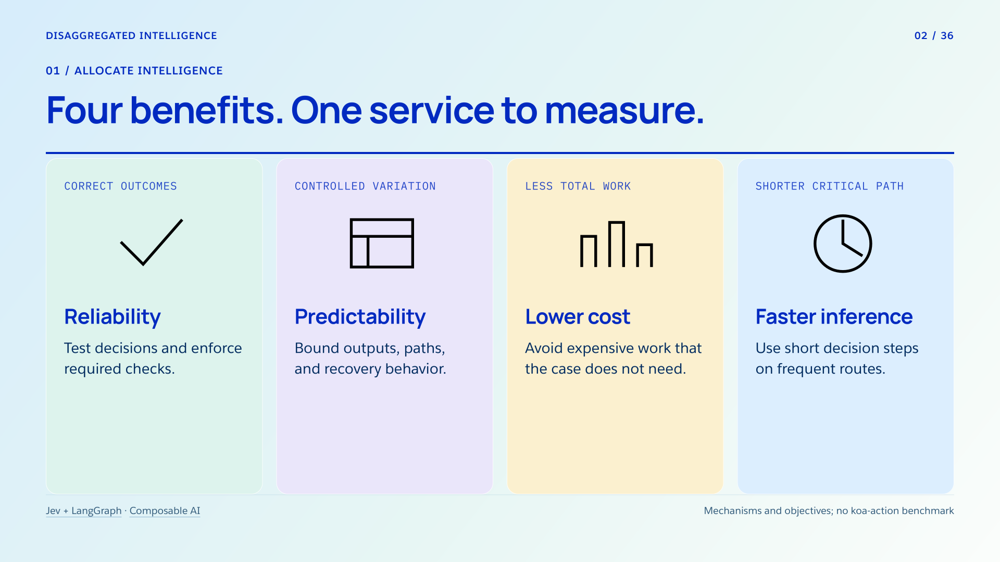 DISAGGREGATED INTELLIGENCE
02 / 36
01 / ALLOCATE INTELLIGENCE
Four benefits. One service to measure.
CORRECT OUTCOMES
Reliability
Test decisions and enforce
required checks.
CONTROLLED VARIATION
Predictability
Bound outputs, paths,
and recovery behavior.
LESS TOTAL WORK
Lower cost
Avoid expensive work that
the case does not need.
SHORTER CRITICAL PATH
Faster inference
Use short decision steps
on frequent routes.
Jev + LangGraph · Composable AI
Mechanisms and objectives; no koa-action benchmark